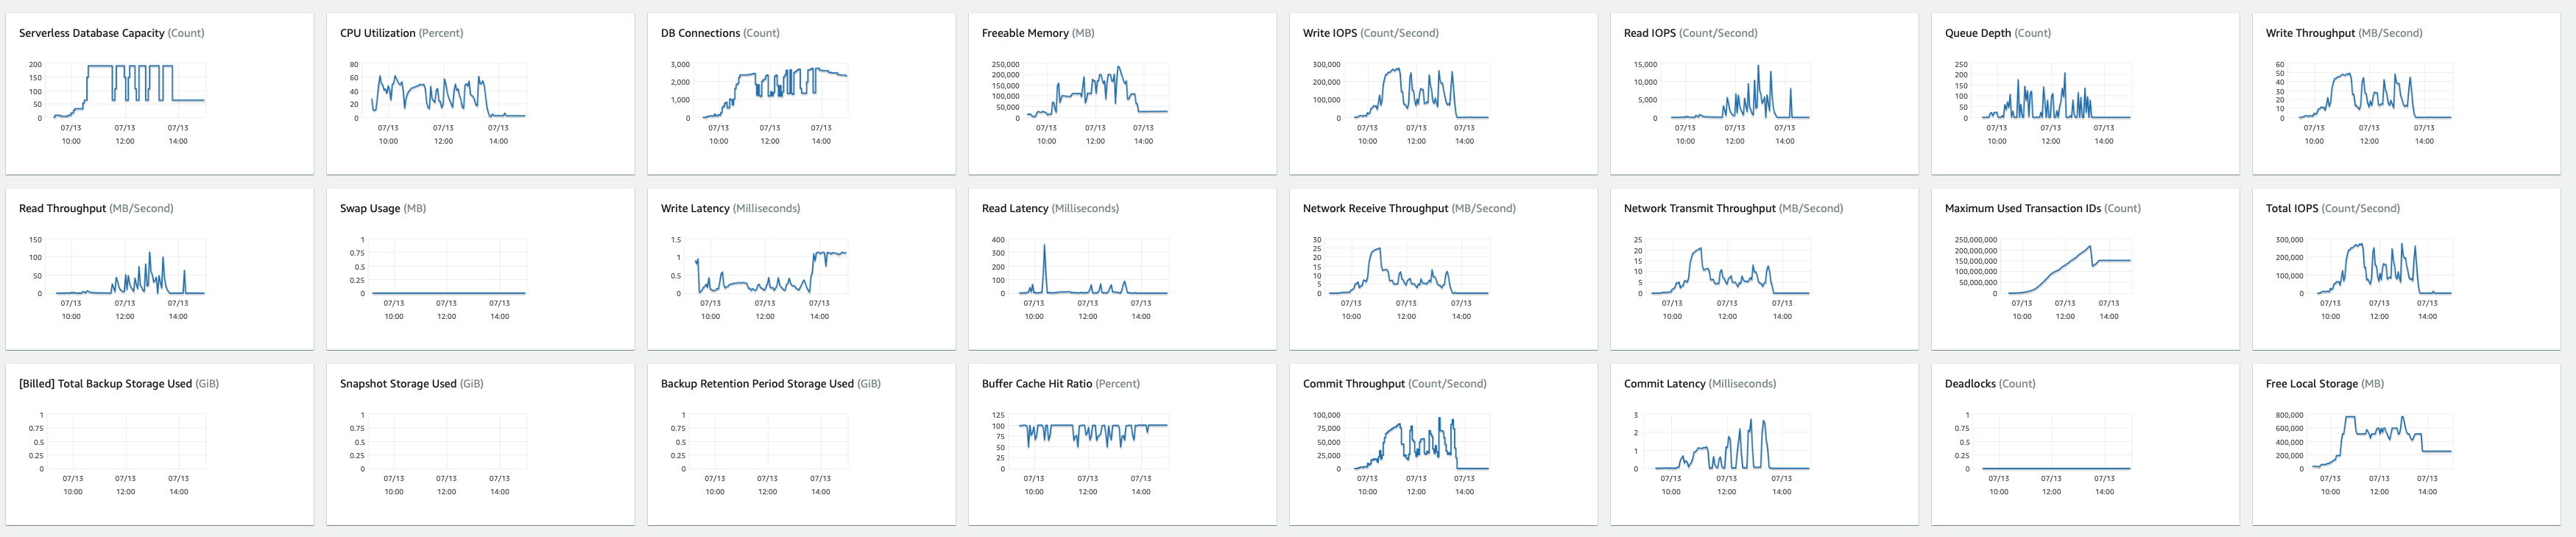 Serverless Database Capacity (Count)
200
150
100
50
0
07/13 07/13 07/13
10:00 12:00 14:00
CPU Utilization (Percent)
80
60
40
20
0
07/13 07/13 07/13
10:00 12:00 14:00
DB Connections (Count)
3,000
2,000
1,000
0
07/13 07/13 07/13
10:00 12:00 14:00
Freeable Memory (MB)
250,000
200,000
150,000
100,000
50,000
0
07/13 07/13 07/13
10:00 12:00 14:00
Write IOPS (Count/Second)
300,000
200,000
100,000
0
07/13 07/13 07/13
10:00 12:00 14:00
Read IOPS (Count/Second)
15,000
10,000
5,000
0
07/13 07/13 07/13
10:00 12:00 14:00
Queue Depth (Count)
250
200
150
100
50
0
07/13 07/13 07/13
10:00 12:00 14:00
Write Throughput (MB/Second)
60
50
40
30
20
10
0
07/13 07/13 07/13
10:00 12:00 14:00
Read Throughput (MB/Second)
150
100
50
0
07/13 07/13 07/13
10:00 12:00 14:00
Swap Usage (MB)
1
0.75
0.5
0.25
0
07/13 07/13 07/13
10:00 12:00 14:00
Write Latency (Milliseconds)
1.5
1
0.5
0
07/13 07/13 07/13
10:00 12:00 14:00
Read Latency (Milliseconds)
400
300
200
100
0
07/13 07/13 07/13
10:00 12:00 14:00
Network Receive Throughput (MB/Second)
30
25
20
15
10
5
0
07/13 07/13 07/13
10:00 12:00 14:00
Network Transmit Throughput (MB/Second)
25
20
15
10
5
0
07/13 07/13 07/13
10:00 12:00 14:00
Maximum Used Transaction IDs (Count)
250,000,000
200,000,000
150,000,000
100,000,000
50,000,000
0
07/13 07/13 07/13
10:00 12:00 14:00
Total IOPS (Count/Second)
300,000
200,000
100,000
0
07/13 07/13 07/13
10:00 12:00 14:00
[Billed] Total Backup Storage Used (GiB)
1
0.75
0.5
0.25
0
07/13 07/13 07/13
10:00 12:00 14:00
Snapshot Storage Used (GiB)
1
0.75
0.5
0.25
0
07/13 07/13 07/13
10:00 12:00 14:00
Backup Retention Period Storage Used (GiB)
1
0.75
0.5
0.25
0
07/13 07/13 07/13
10:00 12:00 14:00
Buffer Cache Hit Ratio (Percent)
125
100
75
50
25
0
07/13 07/13 07/13
10:00 12:00 14:00
Commit Throughput (Count/Second)
100,000
75,000
50,000
25,000
0
07/13 07/13 07/13
10:00 12:00 14:00
Commit Latency (Milliseconds)
3
2
1
0
07/13 07/13 07/13
10:00 12:00 14:00
Deadlocks (Count)
1
0.75
0.5
0.25
0
07/13 07/13 07/13
10:00 12:00 14:00
Free Local Storage (MB)
800,000
600,000
400,000
200,000
0
07/13 07/13 07/13
10:00 12:00 14:00